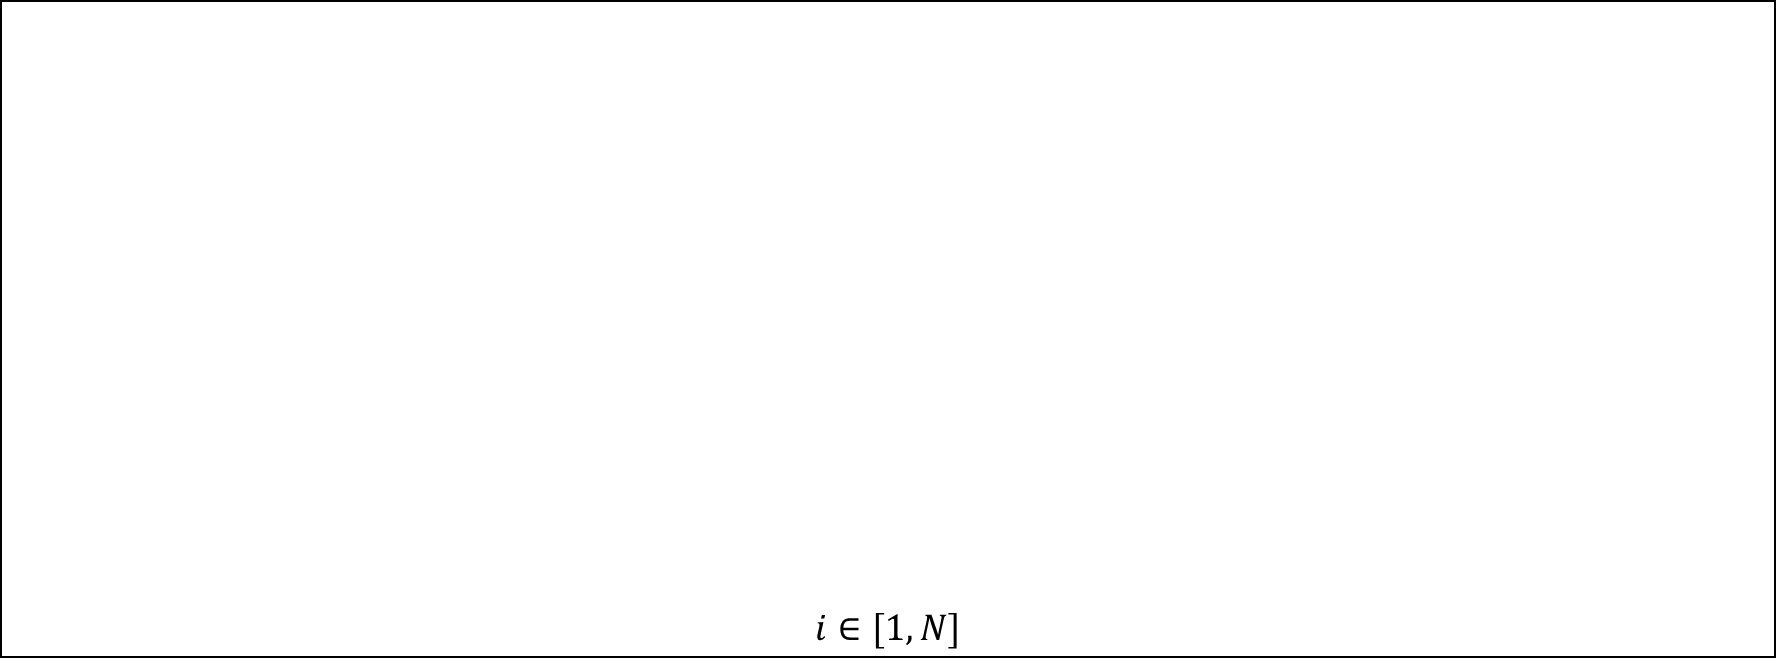 i ∈ [1, N]